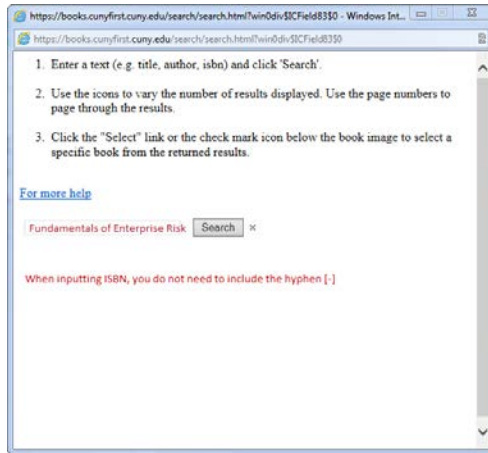 https://books.cunyfirst.cuny.edu/search/search.html?win0div$ICField83$0 - Windows Int...
https://books.cunyfirst.cuny.edu/search/search.html?win0div$ICField83$0
1. Enter a text (e.g. title, author, isbn) and click 'Search'.
2. Use the icons to vary the number of results displayed. Use the page numbers to
page through the results.
3. Click the "Select" link or the check mark icon below the book image to select a
specific book from the returned results.
For more help
Fundamentals of Enterprise Risk Search ×
When inputting ISBN, you do not need to include the hyphen [-]